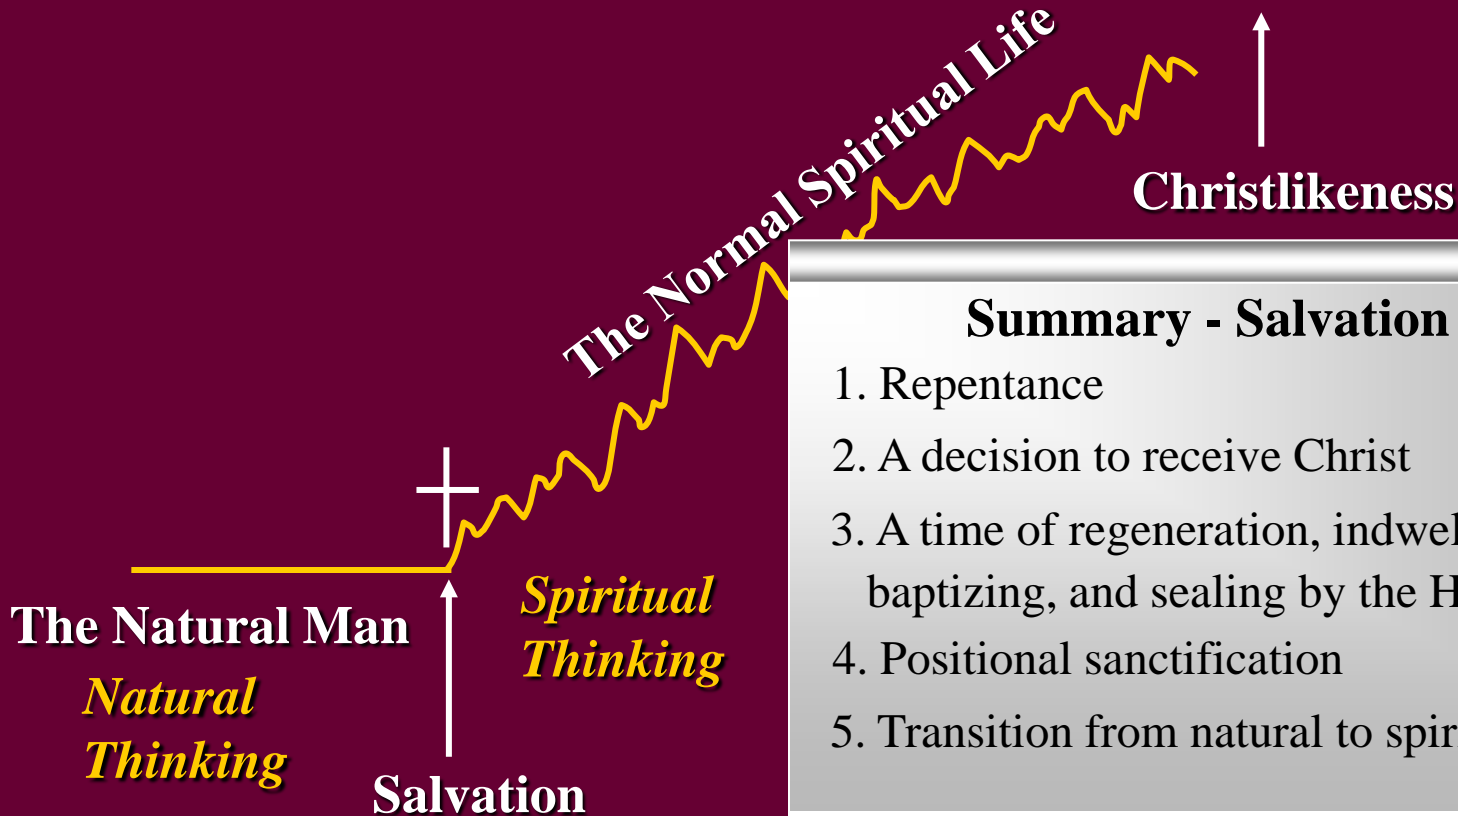 The Normal Spiritual Life
Christlikeness
Summary - Salvation
1. Repentance
2. A decision to receive Christ
3. A time of regeneration, indwel
baptizing, and sealing by the H
4. Positional sanctification
5. Transition from natural to spir
The Natural Man
Natural
Thinking
Spiritual
Thinking
Salvation